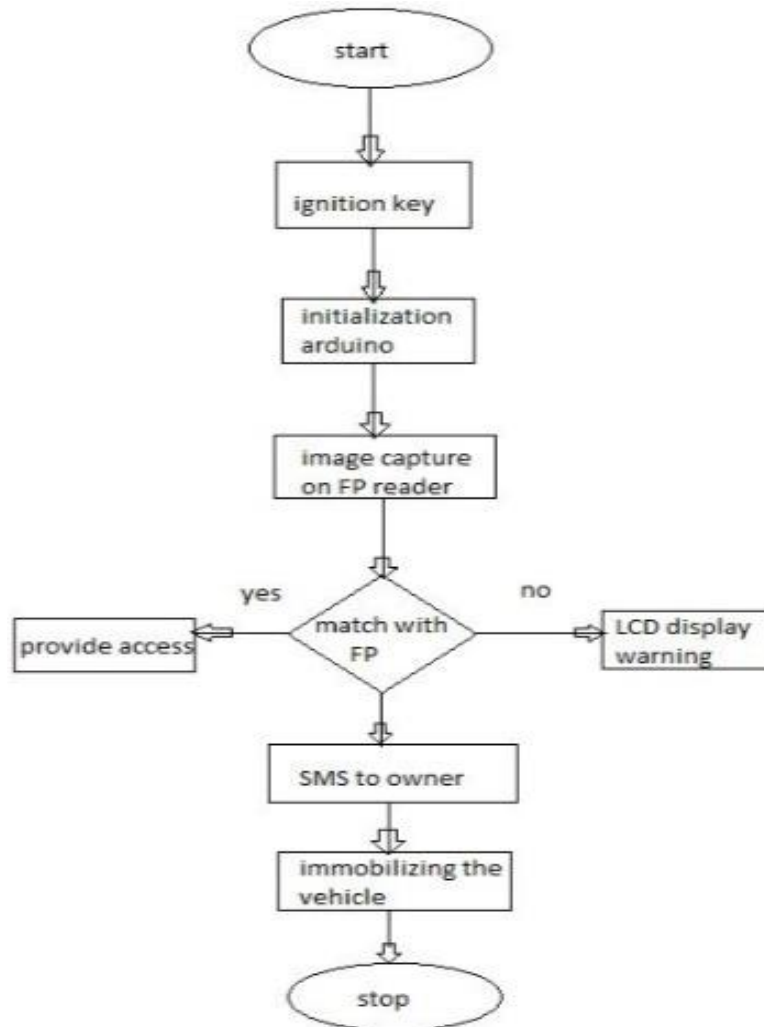 start
ignition key
initialization
arduino
image capture
on FP reader
yes
no
provide access
match with
FP
LCD display
warning
SMS to owner
immobilizing the
vehicle
stop